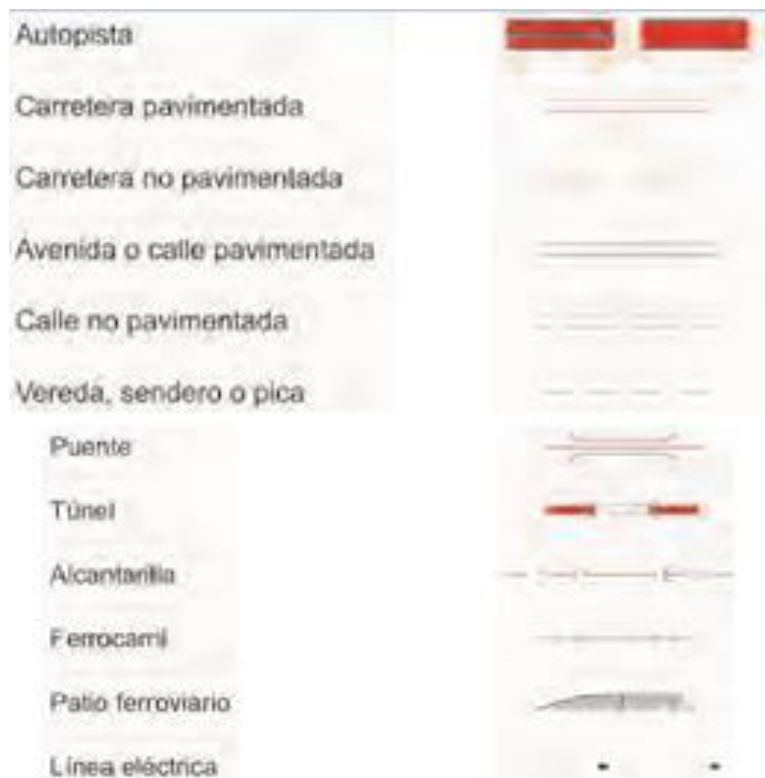 Autopista
Carretera pavimentada
Carretera no pavimentada
Avenida o calle pavimentada
Calle no pavimentada
Vereda, sendero o pica
Puente
Túnel
Alcantarilla
Ferrocarril
Patio ferroviario
Línea eléctrica